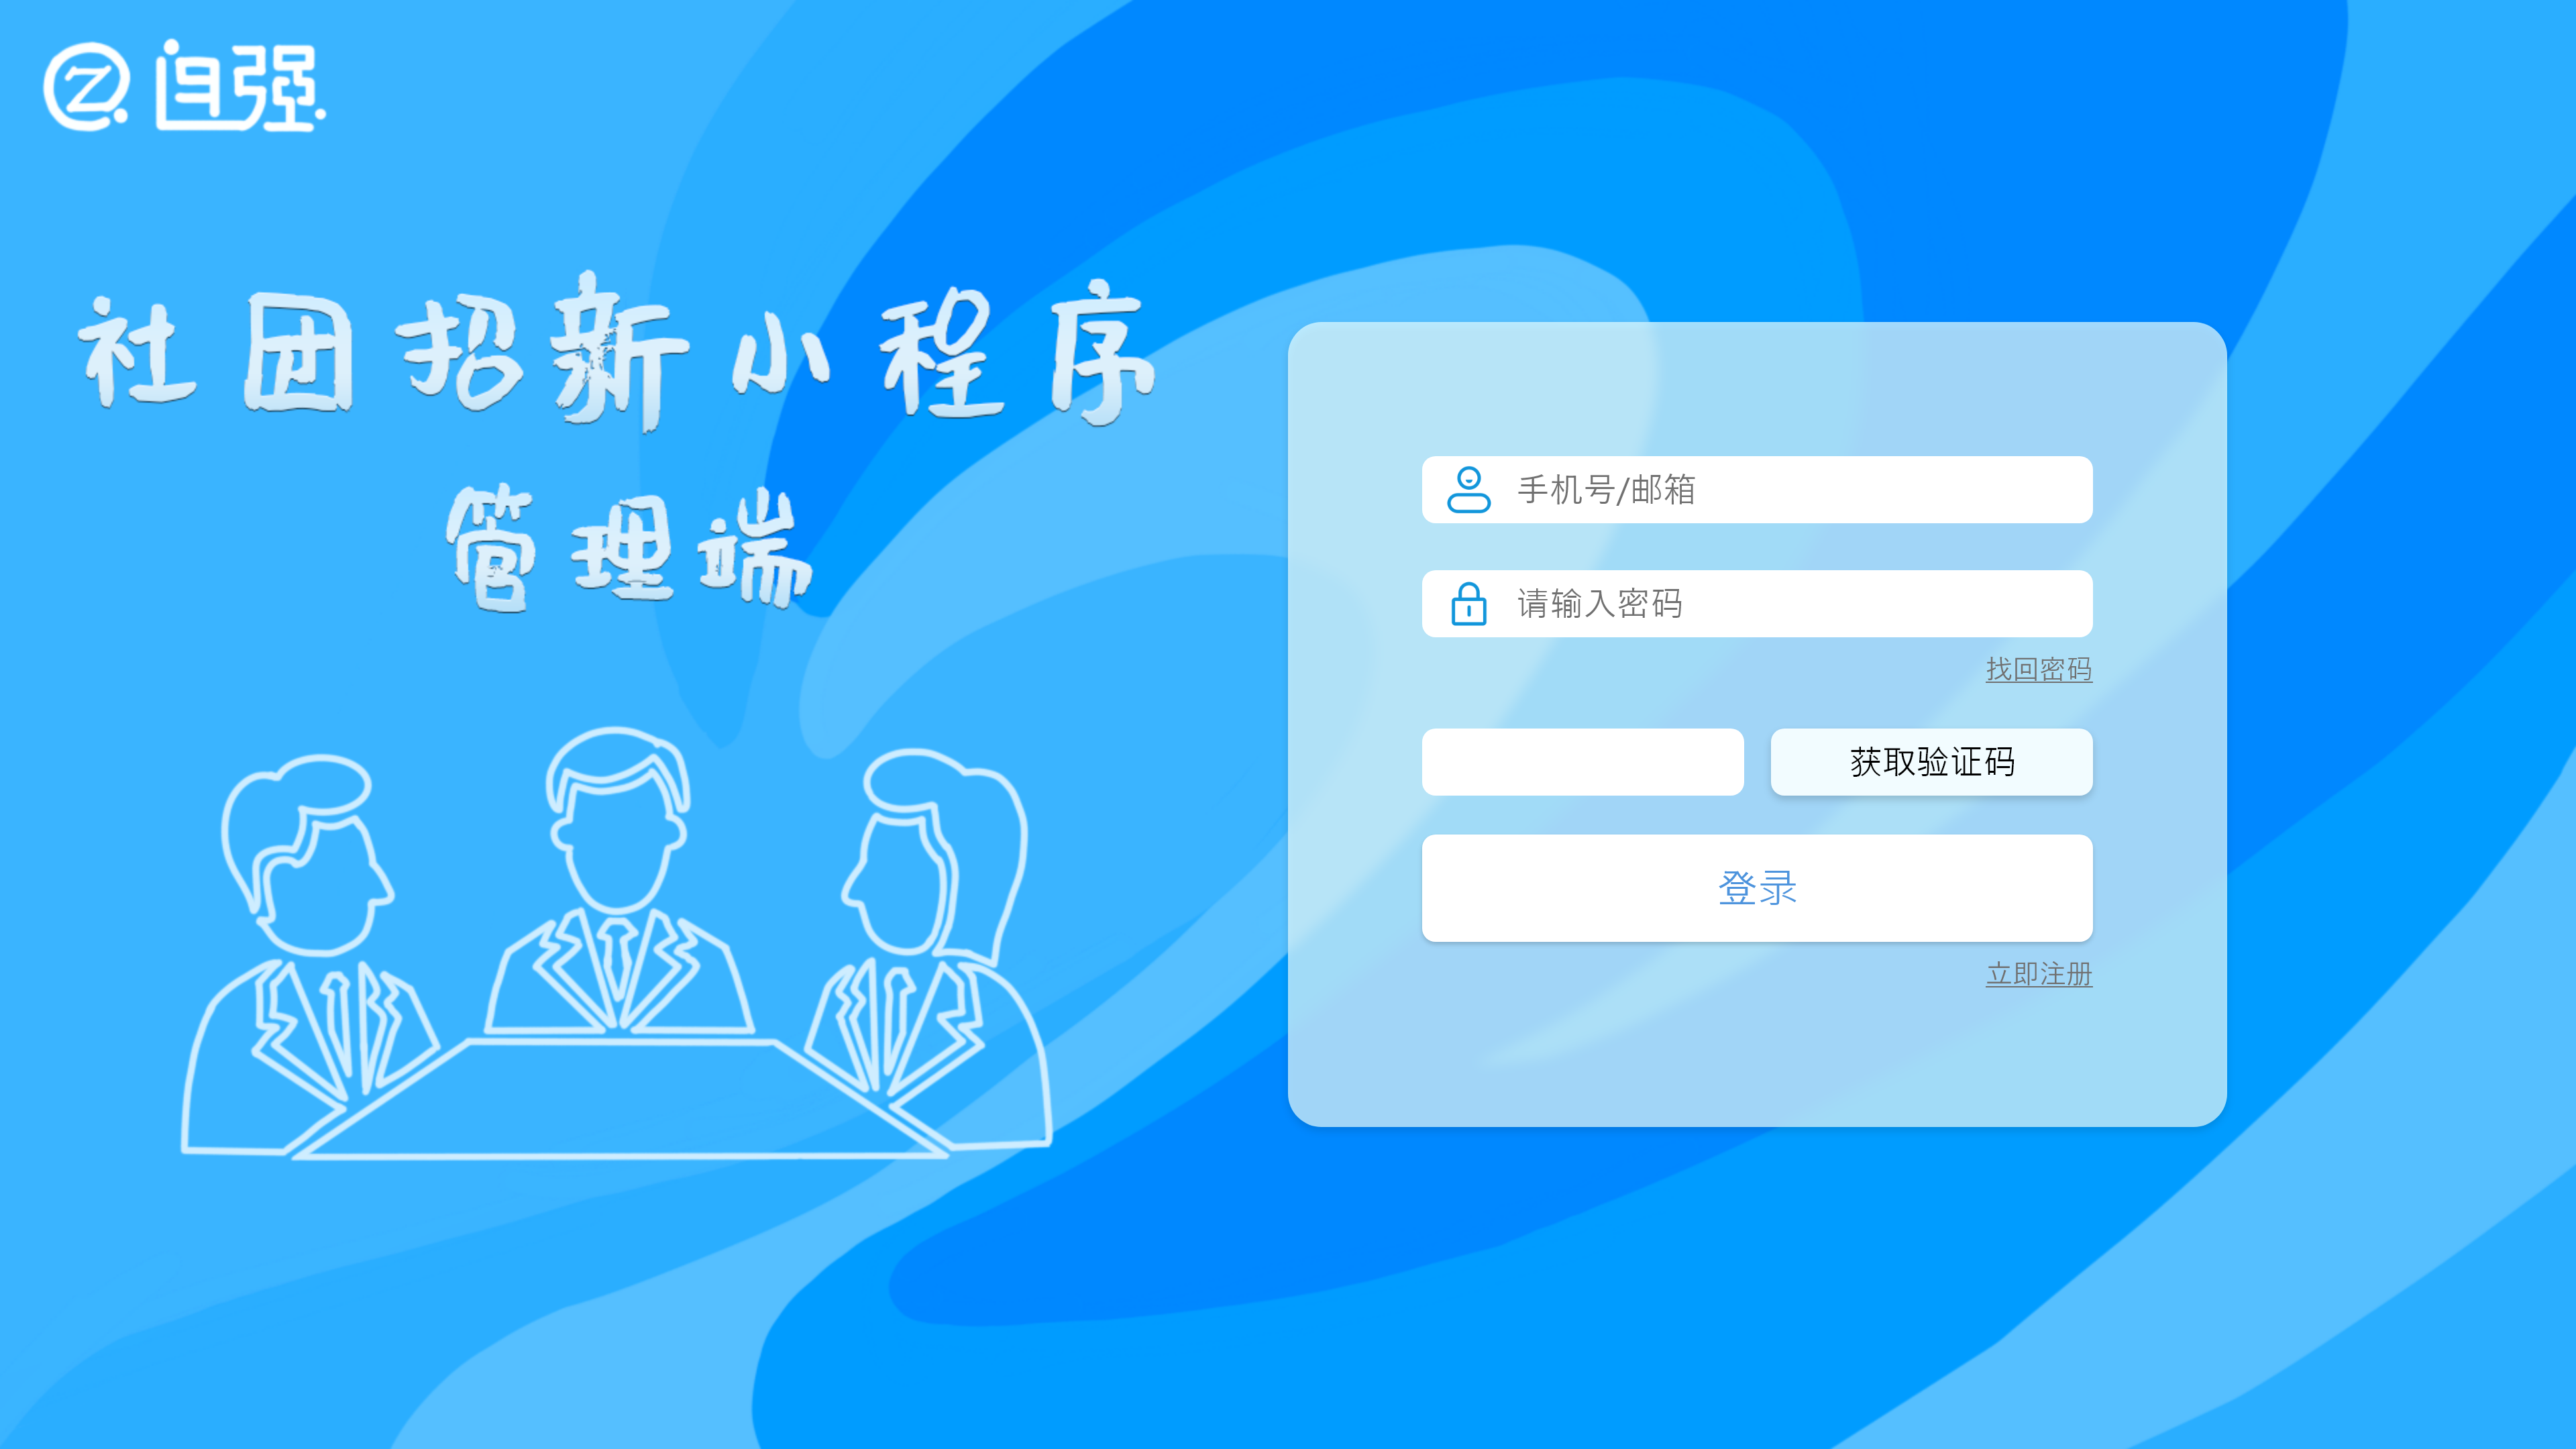 自强
社团招新小程序
管理端
手机号/邮箱
请输入密码
找回密码
获取验证码
登录
立即注册